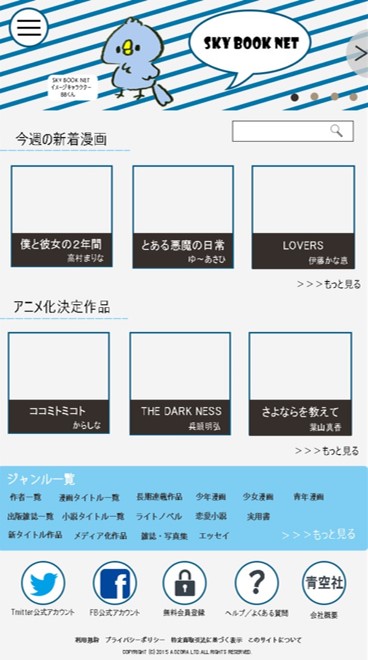 SKY BOOK NET
SKY BOOK NET
イメージキャラクター
今週の新着漫画
僕と彼女の2年間
高村まりな
とある悪魔の日常
ゆ~あさひ
LOVERS
伊藤かな恵
>>>もっと見る
アニメ化決定作品
ココミトミコト
からしな
THE DARK NESS
呉眼明弘
さよならを教えて
葉山真香
>>>もっと見る
ジャンル一覧
作者一覧 漫画タイトル一覧 長期連載作品 少年漫画 少女漫画 青年漫画
出版雑誌一覧 小説タイトル一覧 ライトノベル 恋愛小説 実用書
新タイトル作品 メディア化作品 雑誌・写真集 エッセイ >>>もっと見る
青空社
Twitter公式アカウント FB公式アカウント 無料会員登録 ヘルプ/よくある質問 会社概要
利用規約 プライバシーポリシー 特定商取引法に基づく表示 このサイトについて
ALL RIGHTS RESERVED.